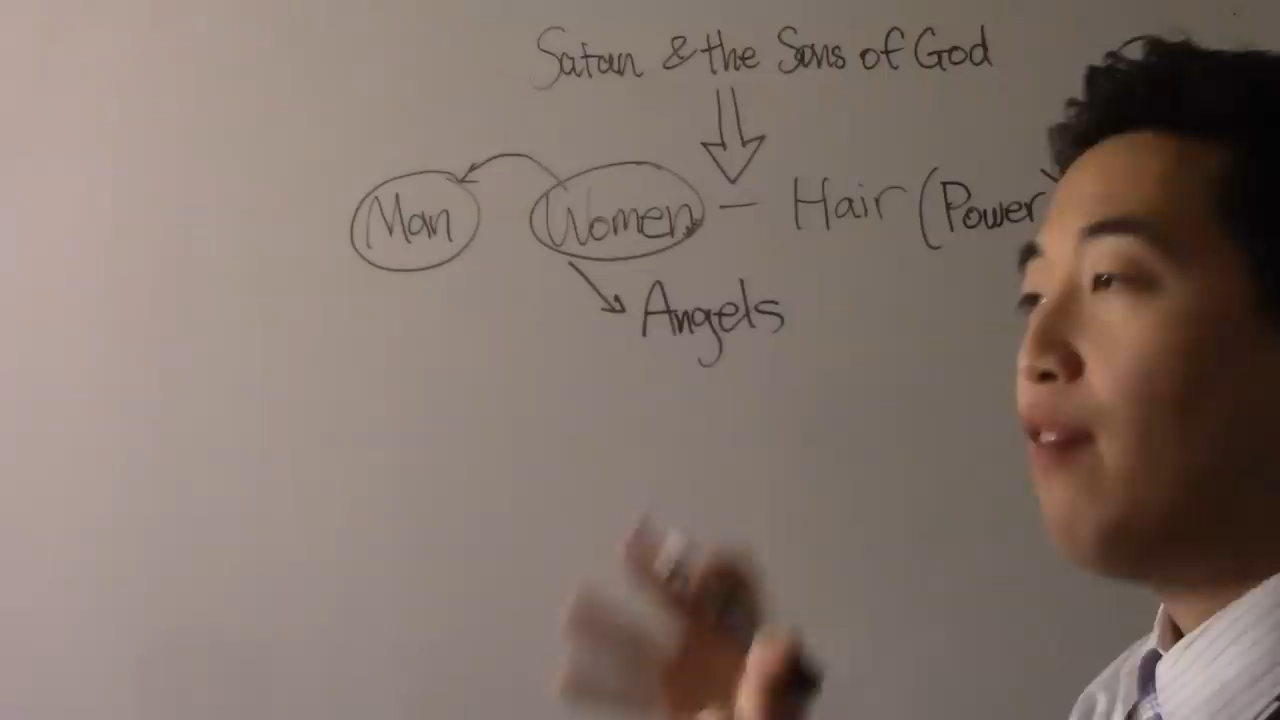 Satan & the Sons of God
Man Women – Hair (Power)
Angels